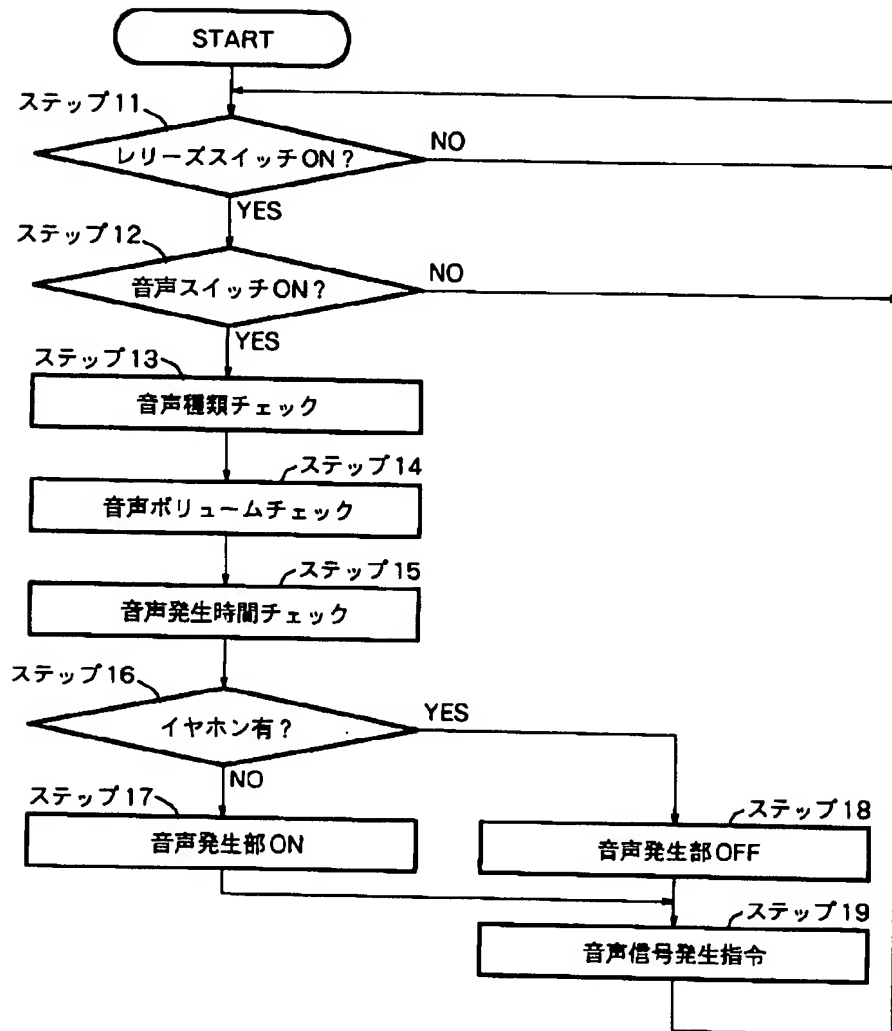 START
ステップ11
レリーズスイッチON?
NO
YES
ステップ12
音声スイッチON?
NO
YES
ステップ13
音声種類チェック
ステップ14
音声ボリュームチェック
ステップ15
音声発生時間チェック
ステップ16
イヤホン有?
YES
NO
ステップ17
音声発生部ON
ステップ18
音声発生部OFF
ステップ19
音声信号発生指令